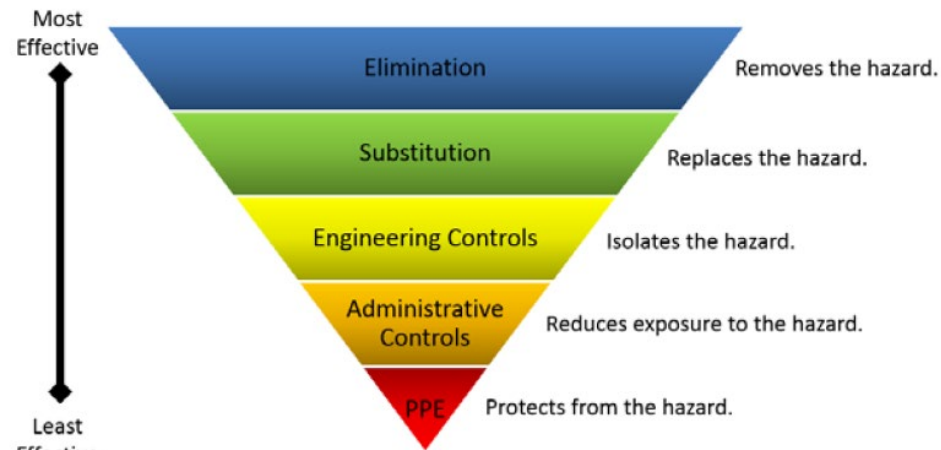 Most
Effective
Elimination
Removes the hazard.
Substitution
Replaces the hazard.
Engineering Controls
Isolates the hazard.
Administrative
Controls
Reduces exposure to the hazard.
PPE
Protects from the hazard.
Least